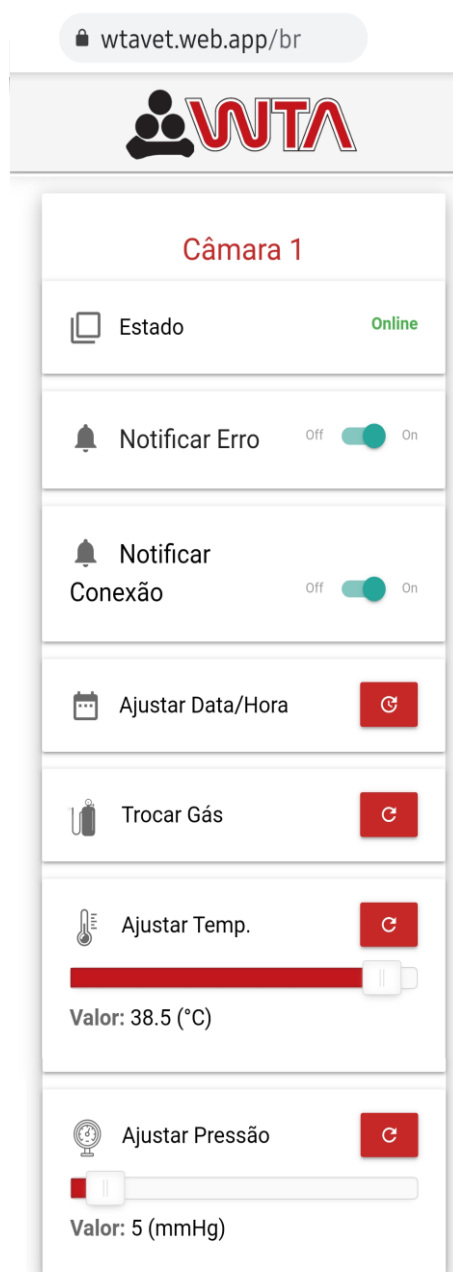 wtavet.web.app/br
WTA
Câmara 1
Estado Online
Notificar Erro Off On
Notificar
Conexão Off On
Ajustar Data/Hora
Trocar Gás
Ajustar Temp.
Valor: 38.5 (°C)
Ajustar Pressão
Valor: 5 (mmHg)